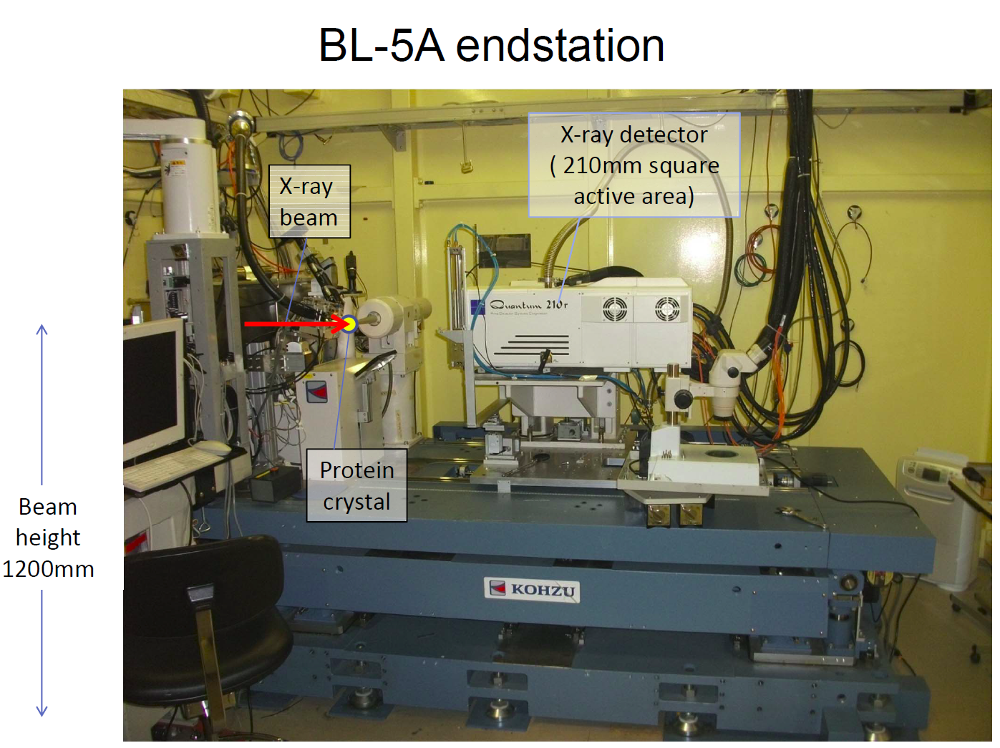 BL-5A endstation
X-ray detector
( 210mm square
active area)
X-ray
beam
Quantum 210r
Protein
crystal
Beam
height
1200mm
KOHZU